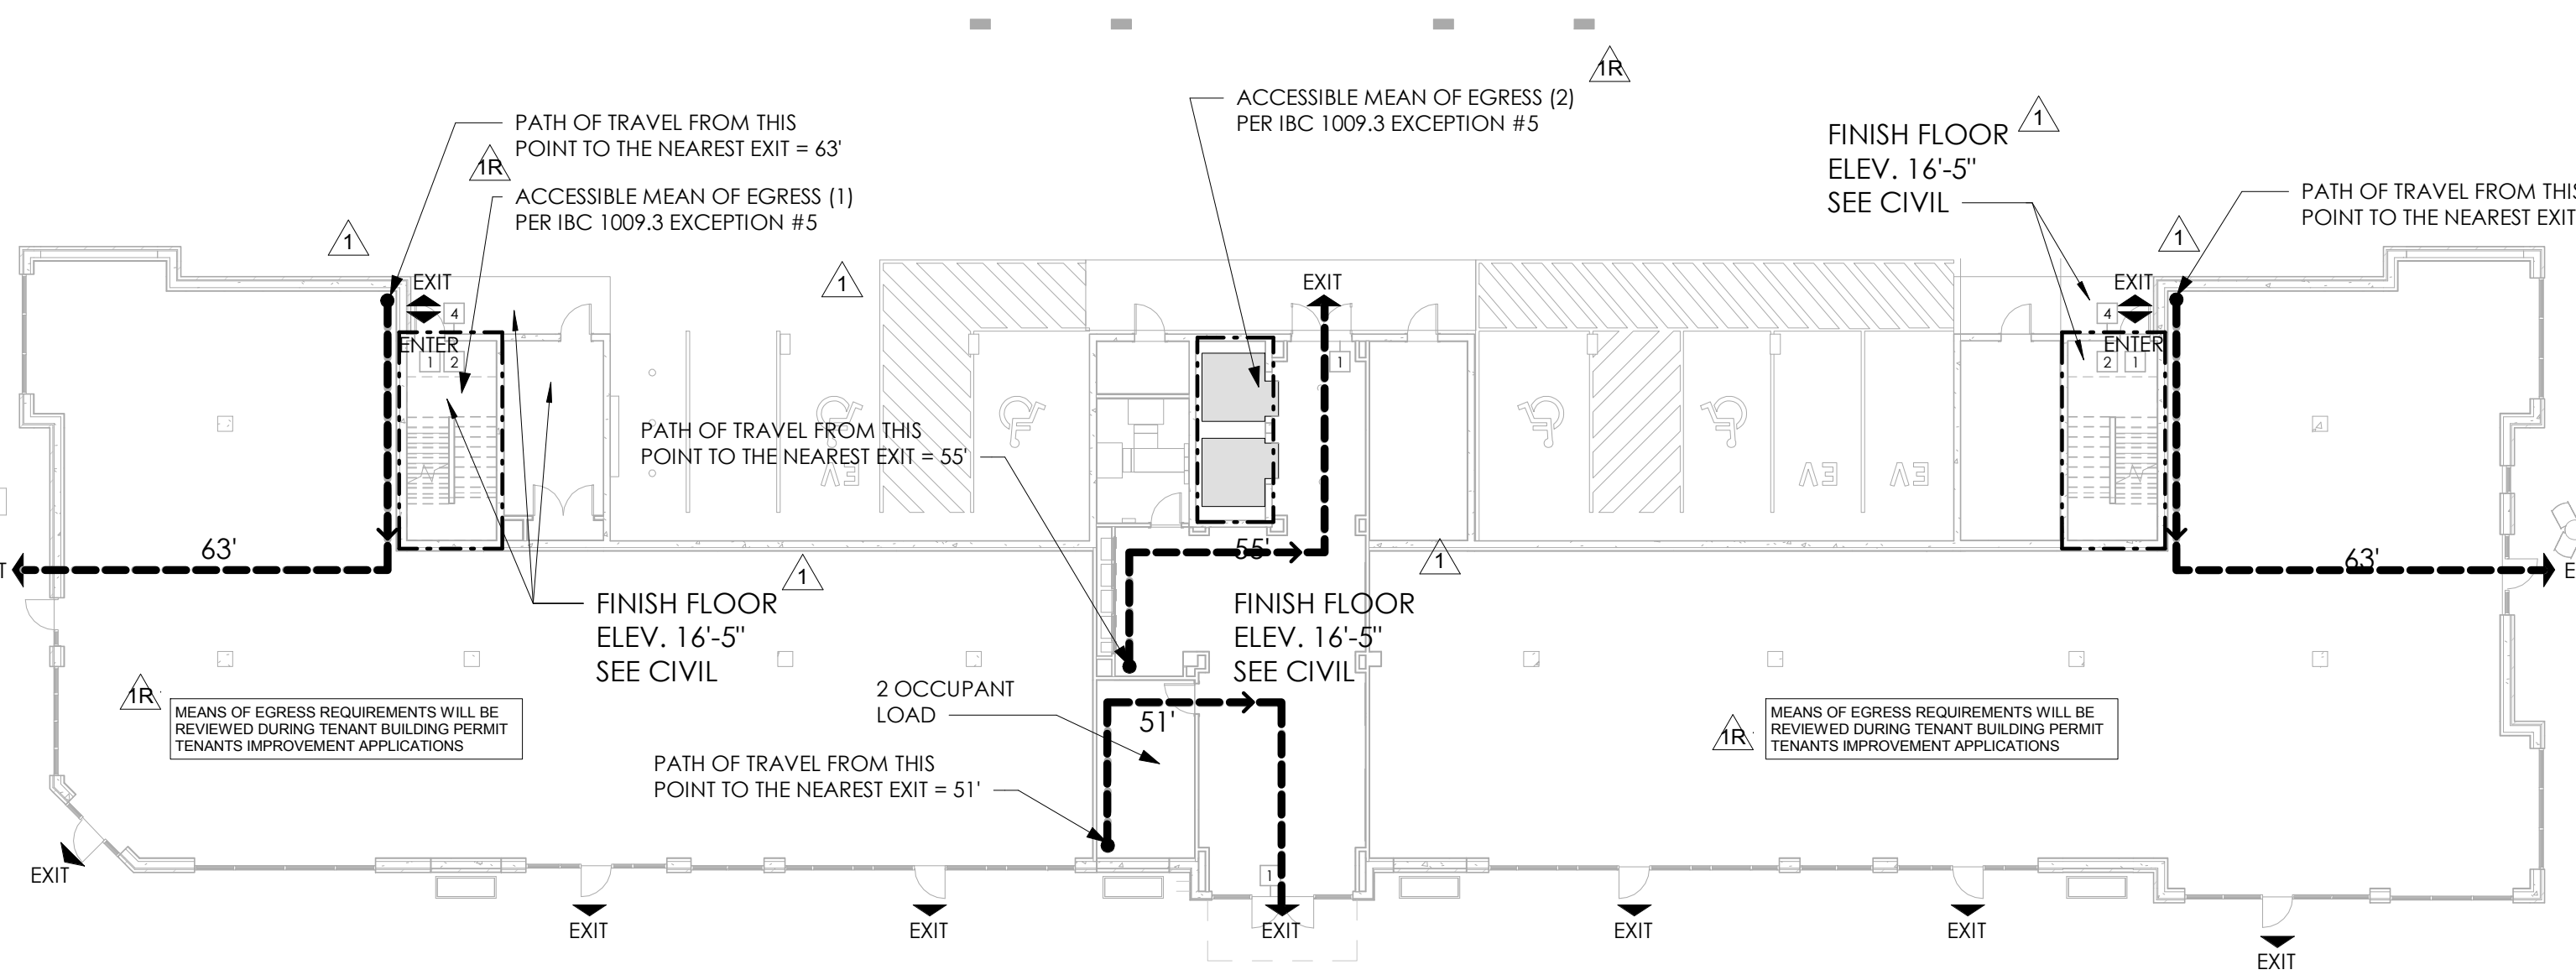 1R
ACCESSIBLE MEAN OF EGRESS (2)
PER IBC 1009.3 EXCEPTION #5
PATH OF TRAVEL FROM THIS
POINT TO THE NEAREST EXIT = 63'
1R
ACCESSIBLE MEAN OF EGRESS (1)
PER IBC 1009.3 EXCEPTION #5
1
FINISH FLOOR
ELEV. 16'-5"
SEE CIVIL
1
PATH OF TRAVEL FROM THIS
POINT TO THE NEAREST EXIT
1
1
EXIT
4
ENTER
1
2
EXIT
1
EXIT
4
ENTER
2
1
PATH OF TRAVEL FROM THIS
POINT TO THE NEAREST EXIT = 55'
EV
EV
EV
63'
55'
63'
1
1
FINISH FLOOR
ELEV. 16'-5"
SEE CIVIL
FINISH FLOOR
ELEV. 16'-5"
SEE CIVIL
1R
MEANS OF EGRESS REQUIREMENTS WILL BE
REVIEWED DURING TENANT BUILDING PERMIT
TENANTS IMPROVEMENT APPLICATIONS
2 OCCUPANT
LOAD
51'
PATH OF TRAVEL FROM THIS
POINT TO THE NEAREST EXIT = 51'
1R
MEANS OF EGRESS REQUIREMENTS WILL BE
REVIEWED DURING TENANT BUILDING PERMIT
TENANTS IMPROVEMENT APPLICATIONS
1
EXIT
EXIT
EXIT
EXIT
EXIT
EXIT
EXIT